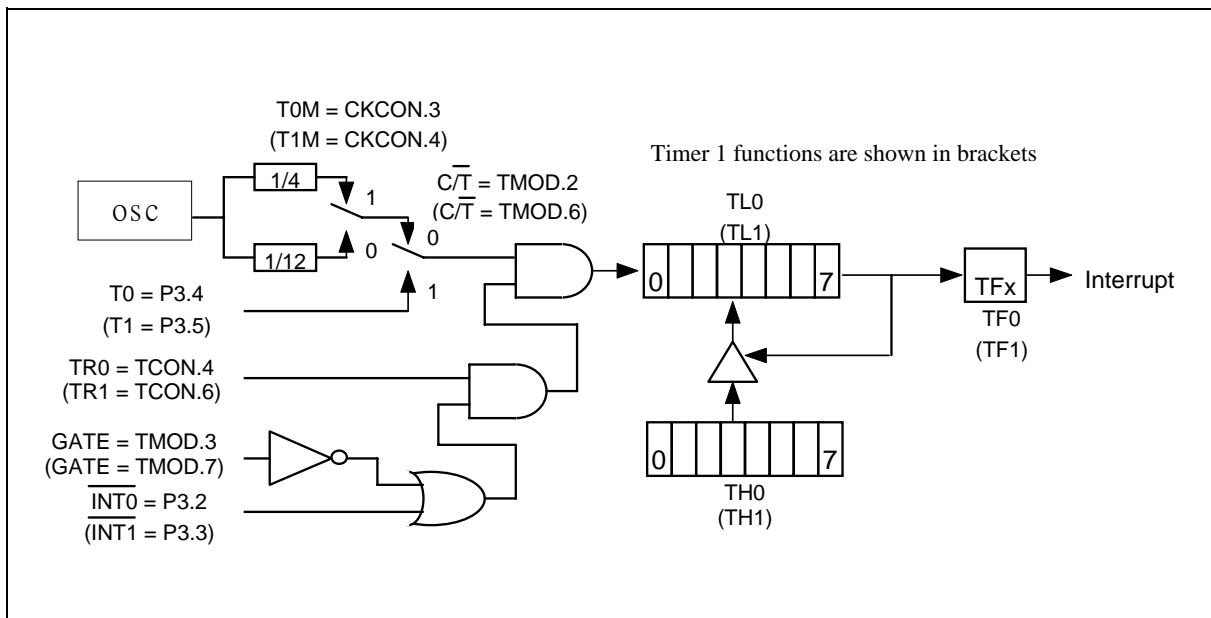 T0M = CKCON.3
(T1M = CKCON.4)
Timer 1 functions are shown in brackets
1/4
1
C/T̅ = TMOD.2
(C/T̅ = TMOD.6)
OSC
0
TL0
(TL1)
1/12
0
0
7
TFx
Interrupt
T0 = P3.4
(T1 = P3.5)
1
TF0
(TF1)
TR0 = TCON.4
(TR1 = TCON.6)
GATE = TMOD.3
(GATE = TMOD.7)
0
7
I̅N̅T̅0̅ = P3.2
(I̅N̅T̅1̅ = P3.3)
TH0
(TH1)